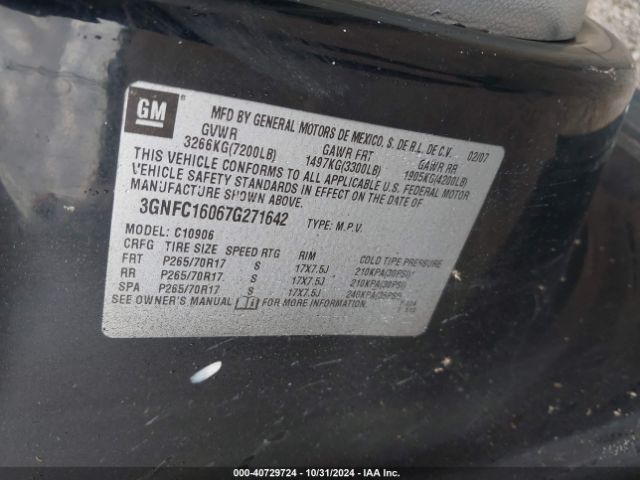 GM
MFD BY GENERAL MOTORS DE MEXICO, S. DE R.L. DE C.V. 02/07
GVWR GAWR FRT GAWR RR
3266KG(7200LB) 1497KG(3300LB) 1905KG(4200LB)
THIS VEHICLE CONFORMS TO ALL APPLICABLE U.S. FEDERAL MOTOR
VEHICLE SAFETY STANDARDS IN EFFECT ON THE DATE OF
MANUFACTURE SHOWN ABOVE.
3GNFC16067G271642 TYPE: M.P.V.
MODEL: C10906
CRFG TIRE SIZE SPEED RTG RIM COLD TIRE PRESSURE
FRT P265/70R17 S 17X7.5J 210KPA(30PSI)
RR P265/70R17 S 17X7.5J 210KPA(30PSI)
SPA P265/70R17 S 17X7.5J 240KPA(35PSI)
SEE OWNER'S MANUAL FOR MORE INFORMATION
© - 40729724 - 10/31/2024 - IAA Inc.